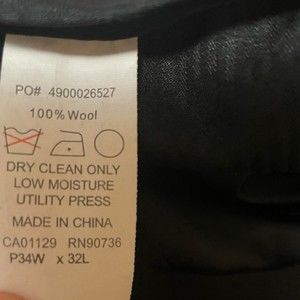 PO# 4900026527
100% Wool
DRY CLEAN ONLY
LOW MOISTURE
UTILITY PRESS
MADE IN CHINA
CA01129 RN90736
P34W x 32L